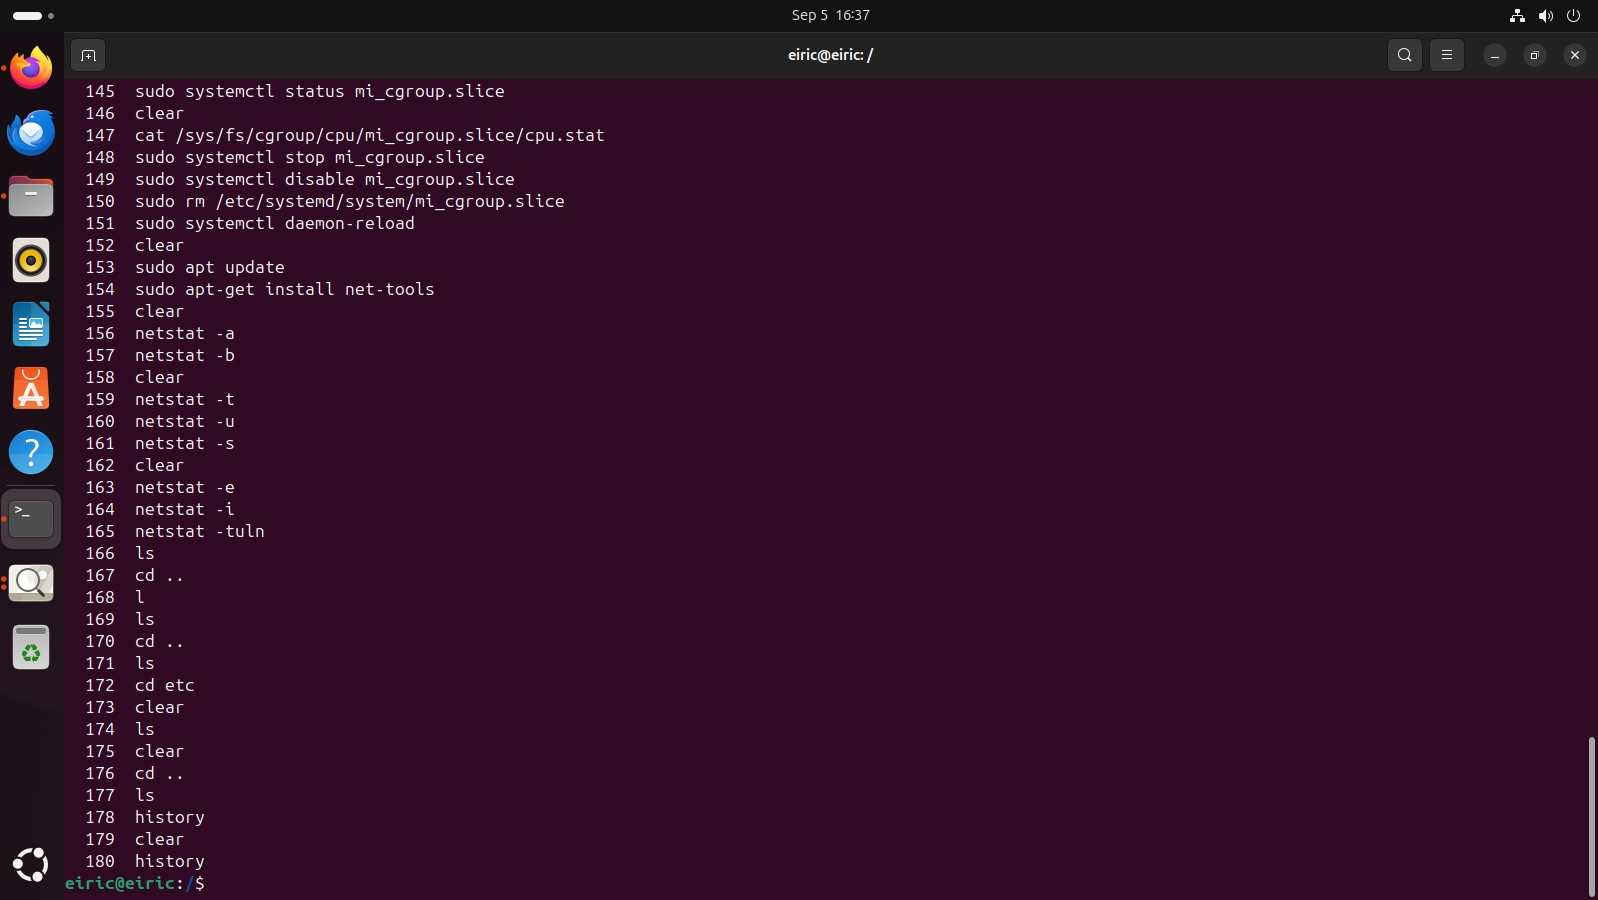 Sep 5 16:37
eiric@eiric: /
145 sudo systemctl status mi_cgroup.slice
146 clear
147 cat /sys/fs/cgroup/cpu/mi_cgroup.slice/cpu.stat
148 sudo systemctl stop mi_cgroup.slice
149 sudo systemctl disable mi_cgroup.slice
150 sudo rm /etc/systemd/system/mi_cgroup.slice
151 sudo systemctl daemon-reload
152 clear
153 sudo apt update
154 sudo apt-get install net-tools
155 clear
156 netstat -a
157 netstat -b
158 clear
159 netstat -t
160 netstat -u
161 netstat -s
162 clear
163 netstat -e
164 netstat -i
165 netstat -tuln
166 ls
167 cd ..
168 l
169 ls
170 cd ..
171 ls
172 cd etc
173 clear
174 ls
175 clear
176 cd ..
177 ls
178 history
179 clear
180 history
eiric@eiric:/$